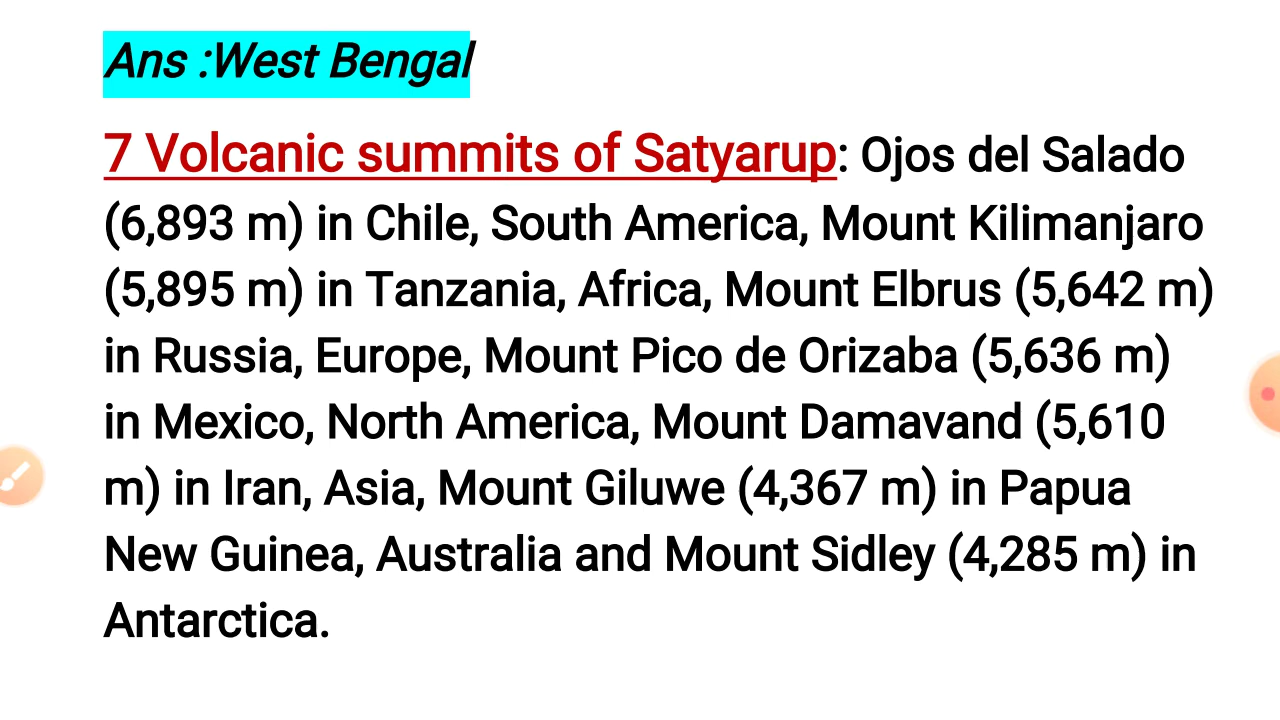 Ans :West Bengal
7 Volcanic summits of Satyarup: Ojos del Salado
(6,893 m) in Chile, South America, Mount Kilimanjaro
(5,895 m) in Tanzania, Africa, Mount Elbrus (5,642 m)
in Russia, Europe, Mount Pico de Orizaba (5,636 m)
in Mexico, North America, Mount Damavand (5,610
m) in Iran, Asia, Mount Giluwe (4,367 m) in Papua
New Guinea, Australia and Mount Sidley (4,285 m) in
Antarctica.